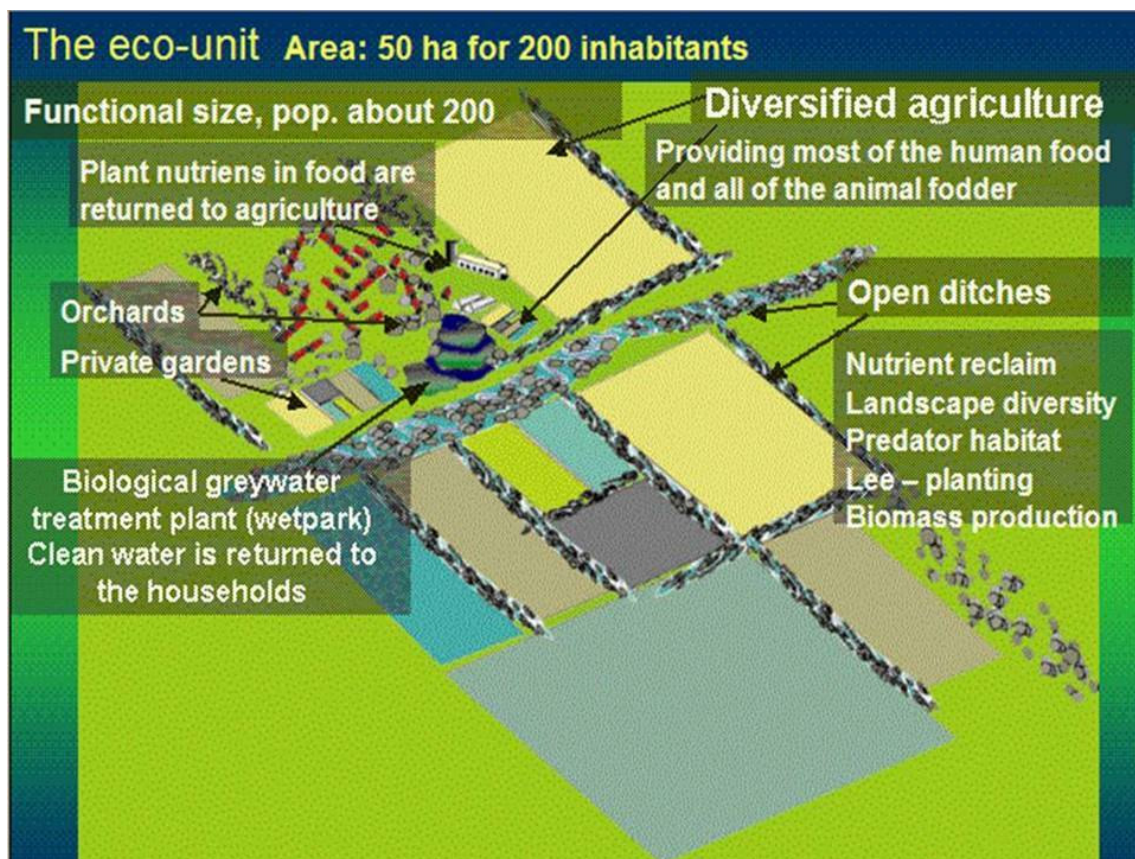 The eco-unit Area: 50 ha for 200 inhabitants
Functional size, pop. about 200
Diversified agriculture
Providing most of the human food
and all of the animal fodder
Plant nutriens in food are
returned to agriculture
Orchards
Private gardens
Open ditches
Nutrient reclaim
Landscape diversity
Predator habitat
Lee – planting
Biomass production
Biological greywater
treatment plant (wetpark)
Clean water is returned to
the households